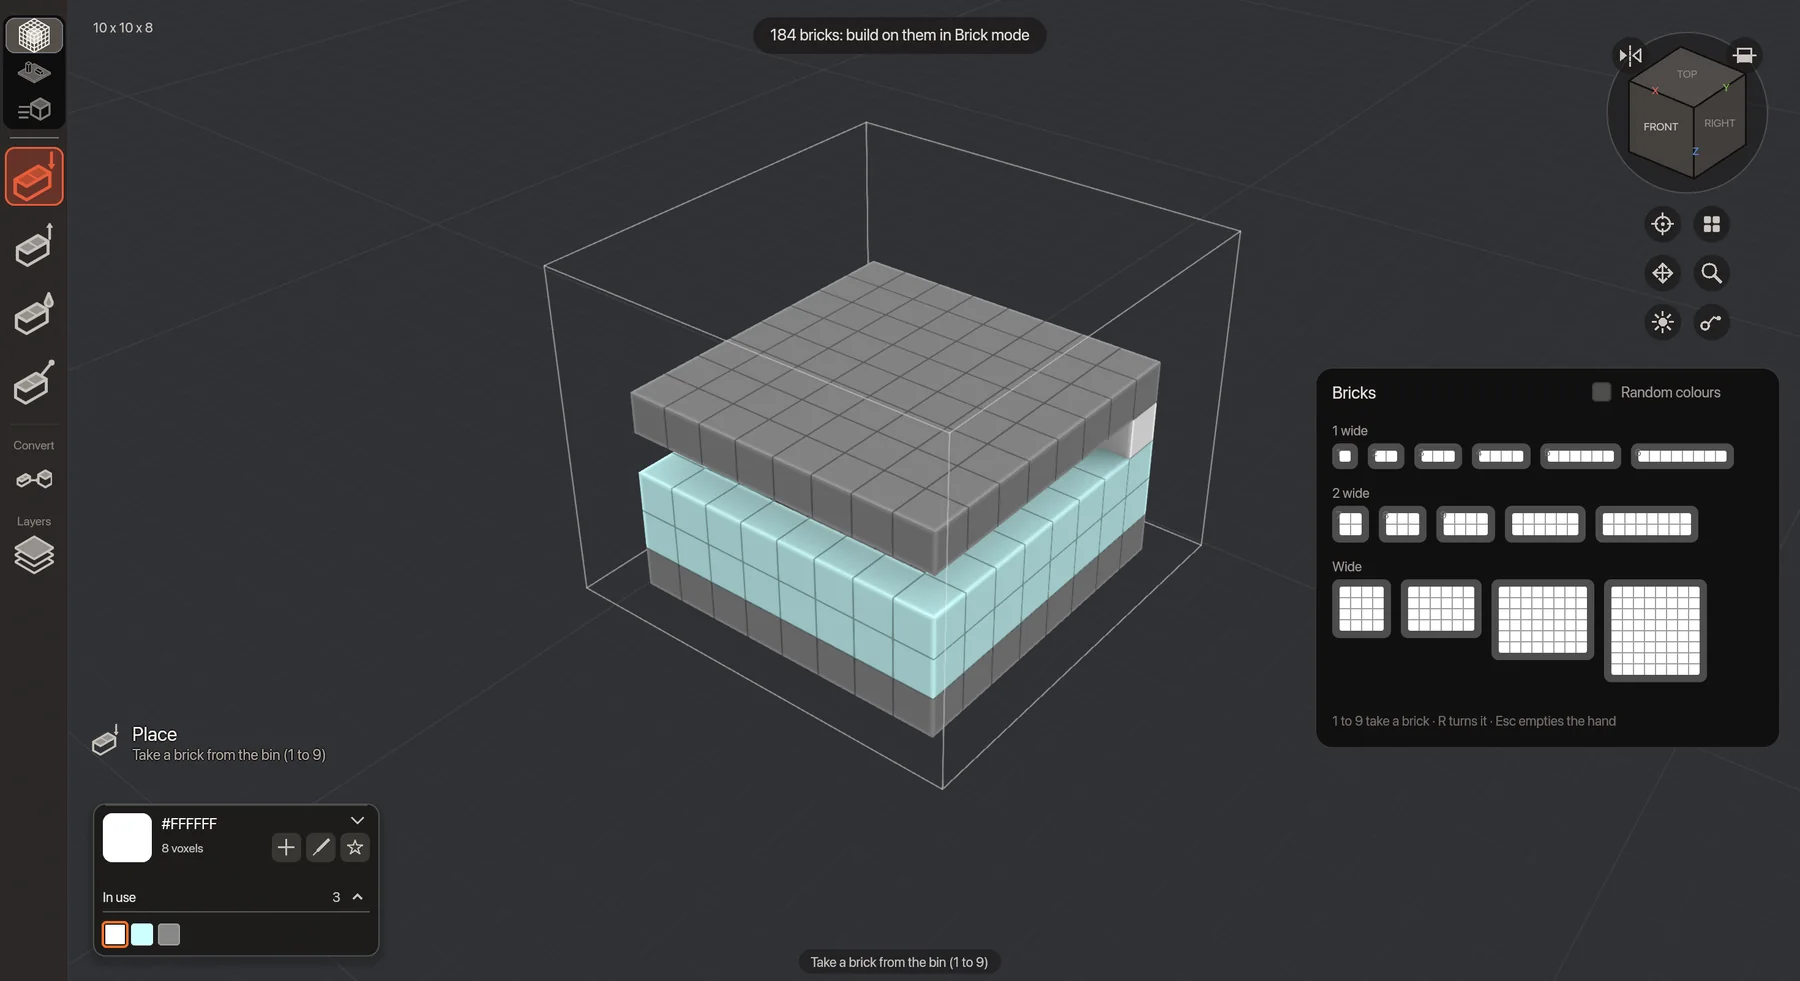 10 x 10 x 8
184 bricks: build on them in Brick mode
TOP
X
Y
FRONT
RIGHT
Z
Bricks
Random colours
1 wide
2 wide
Wide
1 to 9 take a brick · R turns it · Esc empties the hand
Convert
Layers
Place
Take a brick from the bin (1 to 9)
#FFFFFF
8 voxels
In use
3
Take a brick from the bin (1 to 9)